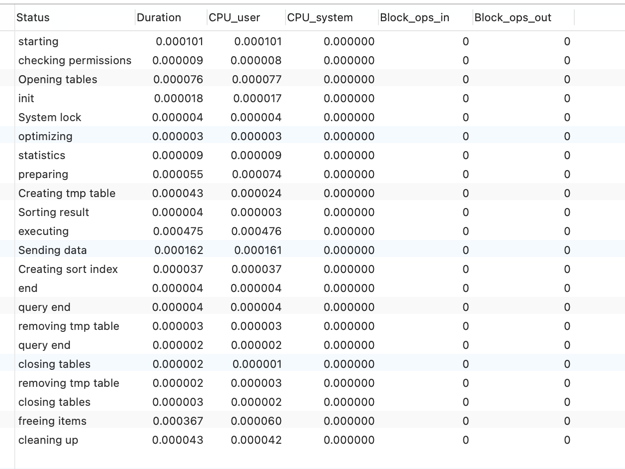 Status Duration CPU_user CPU_system Block_ops_in Block_ops_out
starting 0.000101 0.000101 0.000000 0 0
checking permissions 0.000009 0.000008 0.000000 0 0
Opening tables 0.000076 0.000077 0.000000 0 0
init 0.000018 0.000017 0.000000 0 0
System lock 0.000004 0.000004 0.000000 0 0
optimizing 0.000003 0.000003 0.000000 0 0
statistics 0.000009 0.000009 0.000000 0 0
preparing 0.000055 0.000074 0.000000 0 0
Creating tmp table 0.000043 0.000024 0.000000 0 0
Sorting result 0.000004 0.000003 0.000000 0 0
executing 0.000475 0.000476 0.000000 0 0
Sending data 0.000162 0.000161 0.000000 0 0
Creating sort index 0.000037 0.000037 0.000000 0 0
end 0.000004 0.000004 0.000000 0 0
query end 0.000004 0.000004 0.000000 0 0
removing tmp table 0.000003 0.000003 0.000000 0 0
query end 0.000002 0.000002 0.000000 0 0
closing tables 0.000002 0.000001 0.000000 0 0
removing tmp table 0.000002 0.000003 0.000000 0 0
closing tables 0.000003 0.000002 0.000000 0 0
freeing items 0.000367 0.000060 0.000000 0 0
cleaning up 0.000043 0.000042 0.000000 0 0